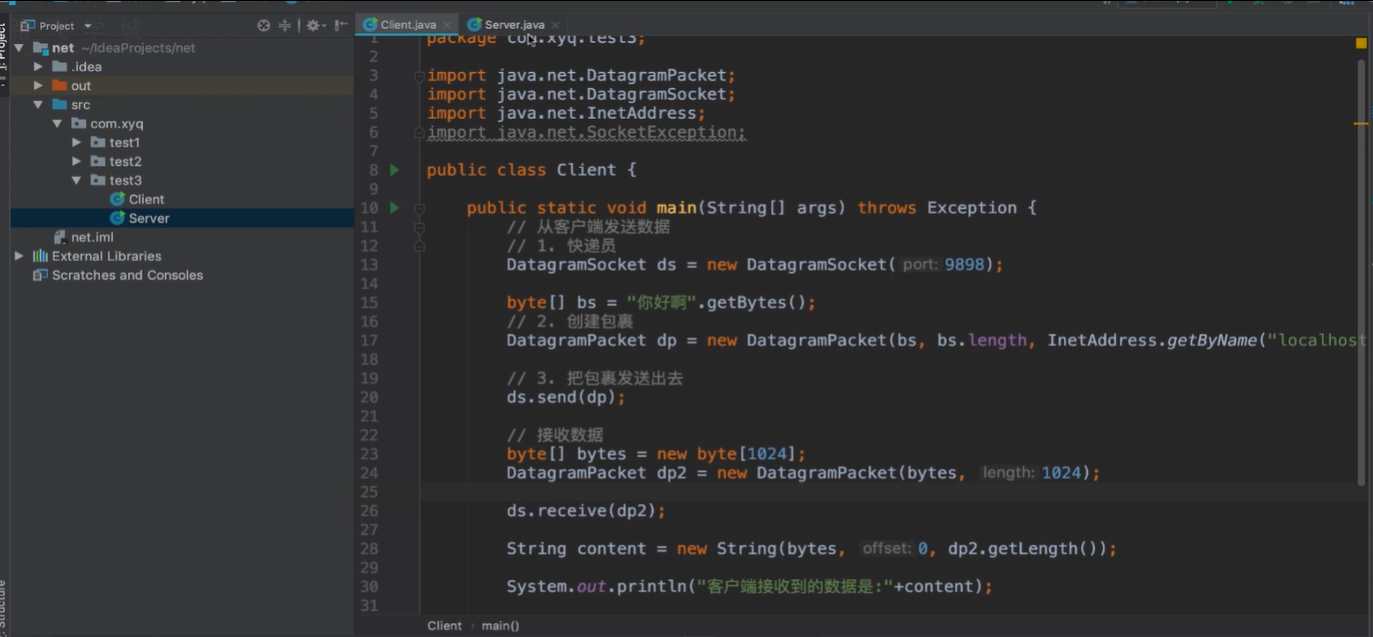 Project
Client.java
Server.java
net ~/IdeaProjects/net
.idea
out
src
com.xyq
test1
test2
test3
Client
Server
net.iml
External Libraries
Scratches and Consoles
1 package com.xyq.test3;
2
3 import java.net.DatagramPacket;
4 import java.net.DatagramSocket;
5 import java.net.InetAddress;
6 import java.net.SocketException;
7
8 public class Client {
9
10 public static void main(String[] args) throws Exception {
11 // 从客户端发送数据
12 // 1. 快递员
13 DatagramSocket ds = new DatagramSocket( port: 9898);
14
15 byte[] bs = "你好啊".getBytes();
16 // 2. 创建包裹
17 DatagramPacket dp = new DatagramPacket(bs, bs.length, InetAddress.getByName("localhost
18
19 // 3. 把包裹发送出去
20 ds.send(dp);
21
22 // 接收数据
23 byte[] bytes = new byte[1024];
24 DatagramPacket dp2 = new DatagramPacket(bytes, length: 1024);
25
26 ds.receive(dp2);
27
28 String content = new String(bytes, offset: 0, dp2.getLength());
29
30 System.out.println("客户端接收到的数据是:"+content);
31
Client
main()